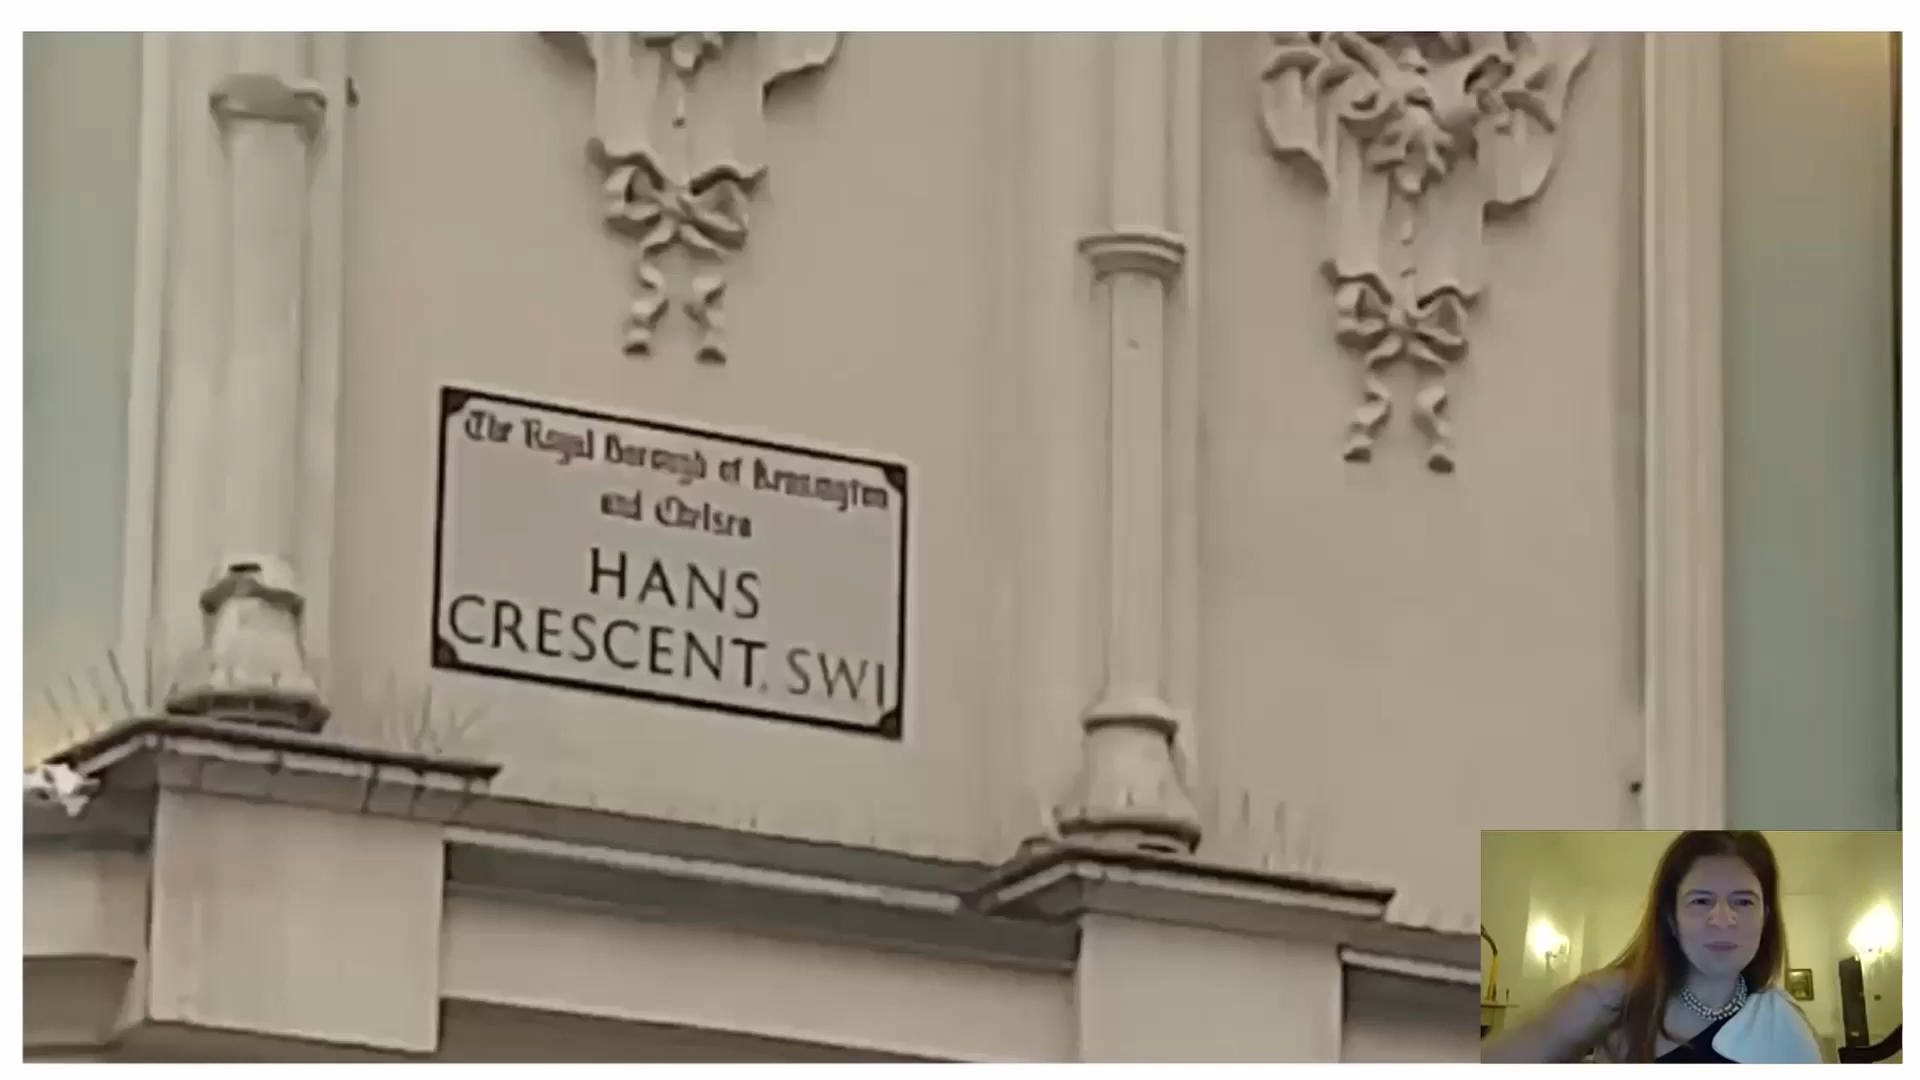 The Royal Borough of Kensington
and Chelsea
HANS
CRESCENT. SW1